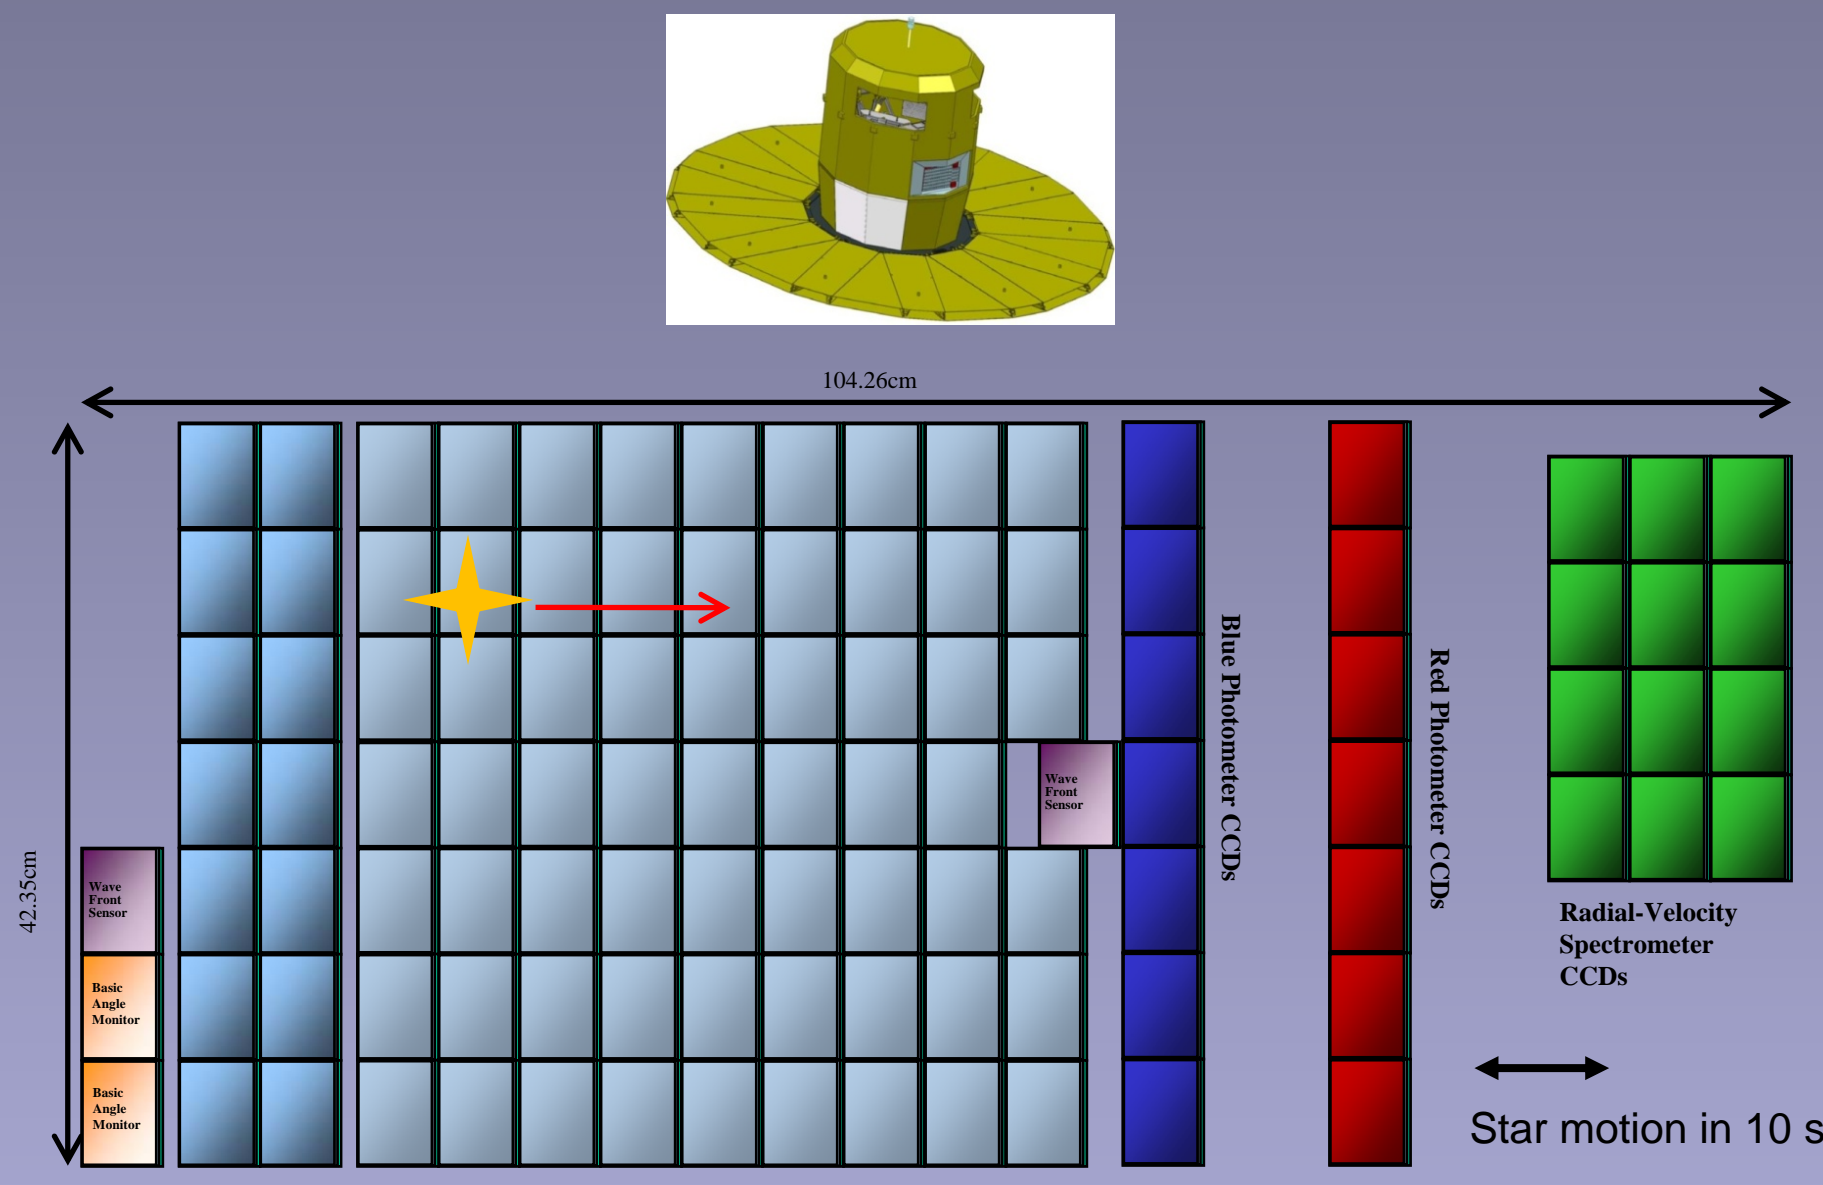 104.26cm
42.35cm
Wave
Front
Sensor
Basic
Angle
Monitor
Basic
Angle
Monitor
Wave
Front
Sensor
Blue Photometer CCDs
Red Photometer CCDs
Radial-Velocity
Spectrometer
CCDs
Star motion in 10 s